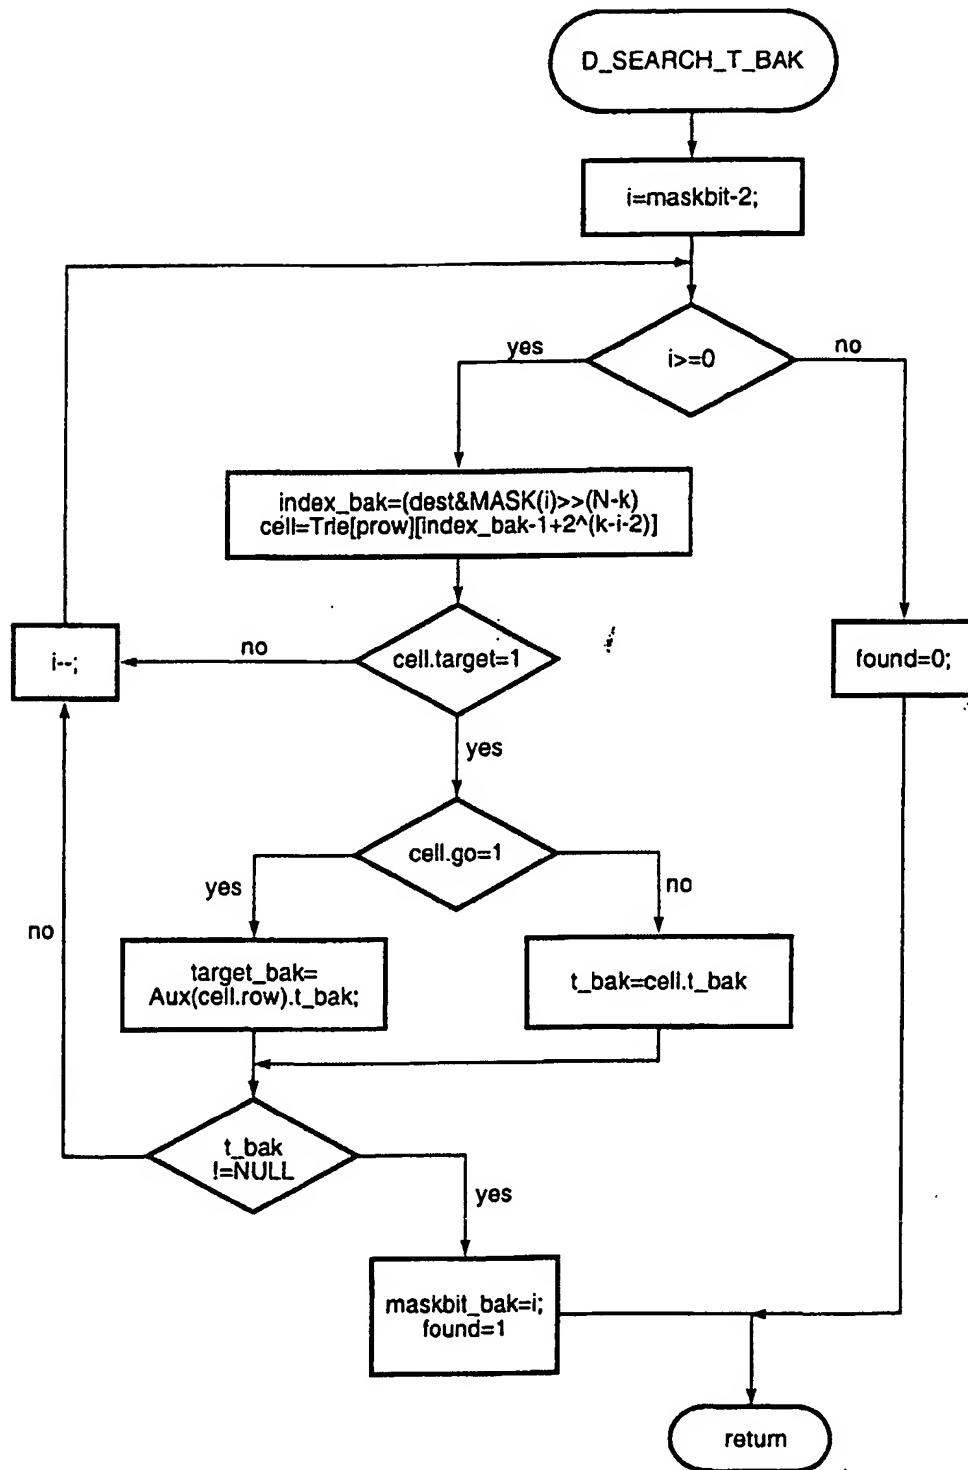 D_SEARCH_T_BAK
i=maskbit-2;
i>=0
yes
no
index_bak=(dest&MASK(i)>>(N-k)
cell=Trie[prow][index_bak-1+2^(k-i-2)]
i--;
no
cell.target=1
found=0;
yes
cell.go=1
yes
no
no
target_bak=
Aux(cell.row).t_bak;
t_bak=cell.t_bak
t_bak
!=NULL
yes
maskbit_bak=i;
found=1
return